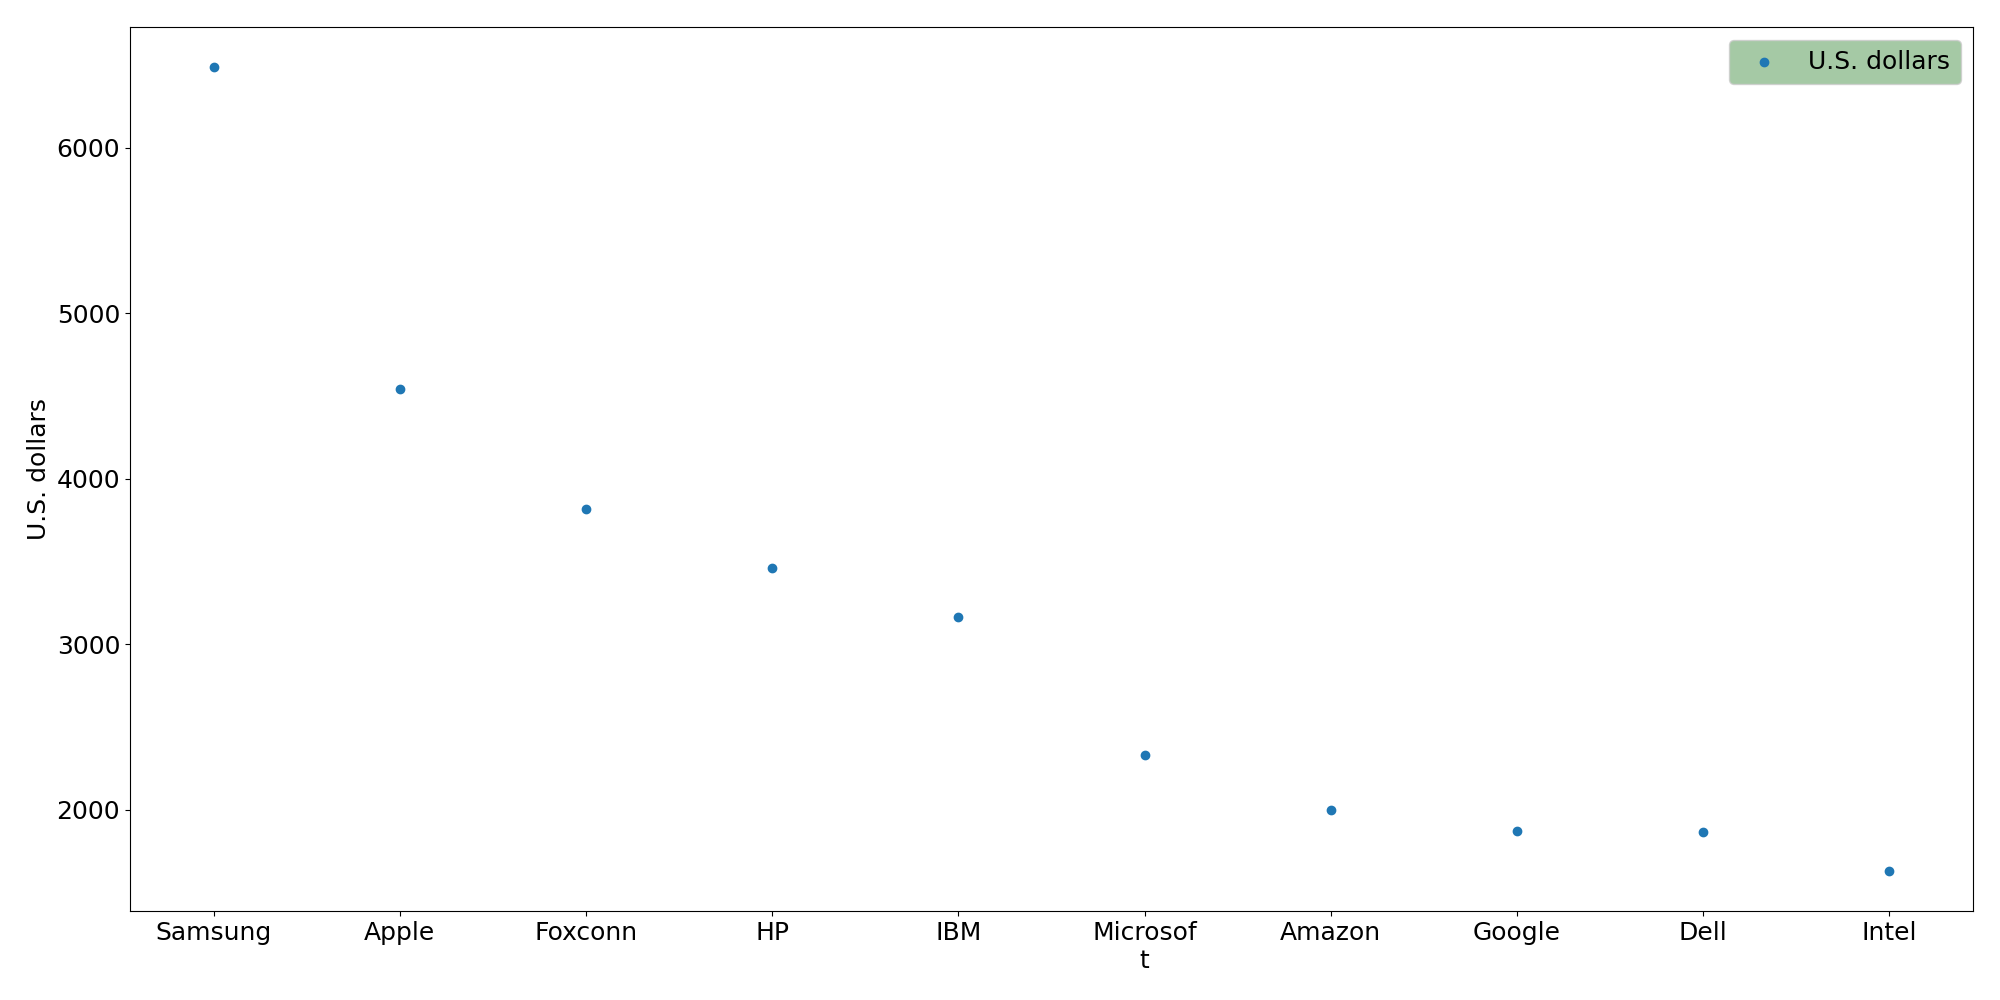 U.S. dollars
6000
5000
4000
3000
2000
U.S. dollars
Samsung Apple Foxconn HP IBM Microsof Amazon Google Dell Intel
t